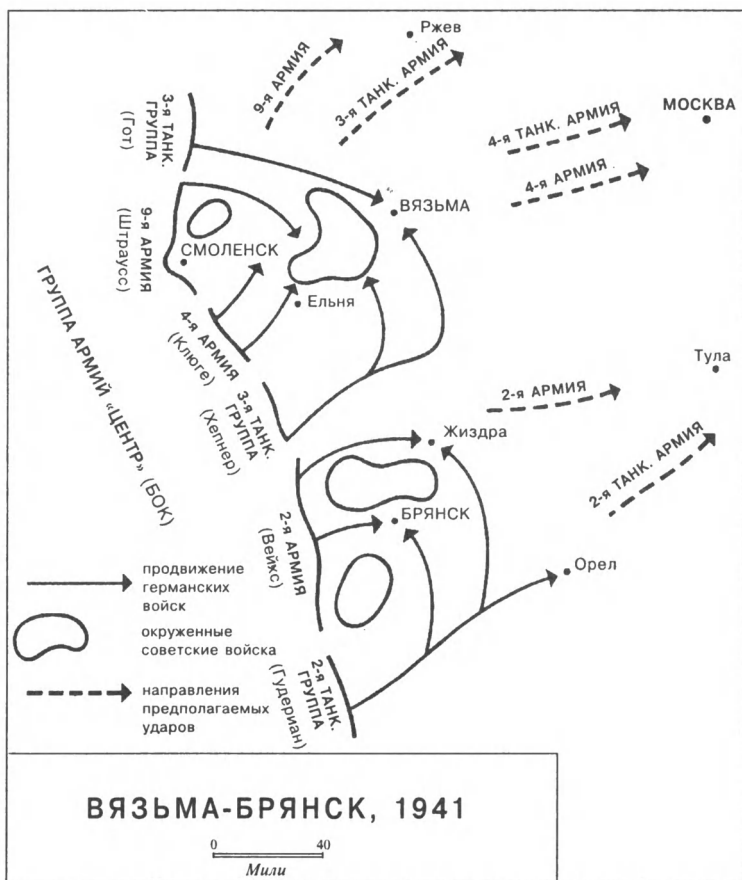 Ржев
9-я АРМИЯ
3-я ТАНК. АРМИЯ
МОСКВА
4-я ТАНК. АРМИЯ
4-я АРМИЯ
3-я ТАНК.
ГРУППА
(Гот)
ВЯЗЬМА
9-я АРМИЯ
(Штраусс)
СМОЛЕНСК
Ельня
4-я АРМИЯ
(Клюге)
3-я ТАНК.
ГРУППА
(Хепнер)
ГРУППА АРМИЙ «ЦЕНТР» (БОК)
Тула
2-я АРМИЯ
Жиздра
2-я ТАНК. АРМИЯ
2-я АРМИЯ
(Вейкс)
БРЯНСК
Орел
2-я ТАНК.
ГРУППА
(Гудериан)
продвижение
германских
войск
окруженные
советские войска
направления
предполагаемых
ударов
ВЯЗЬМА-БРЯНСК, 1941
0 40
Мили